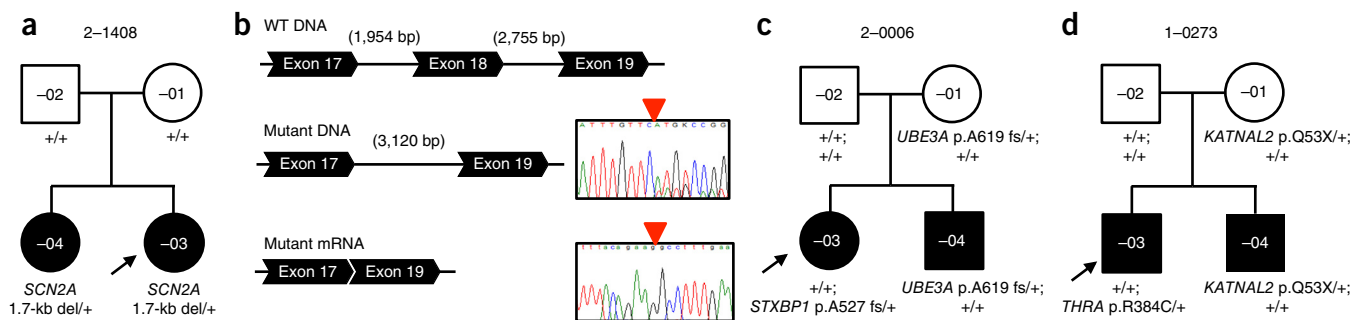 a
2–1408
–02
–01
+/+
+/+
–04
–03
SCN2A
1.7-kb del/+
SCN2A
1.7-kb del/+
b
WT DNA
(1,954 bp)
(2,755 bp)
Exon 17
Exon 18
Exon 19
Mutant DNA
(3,120 bp)
Exon 17
Exon 19
A T T T G T T C A T G K C C G G
Mutant mRNA
Exon 17
Exon 19
t t t a c a g a a g g c c t t t g a a
c
2–0006
–02
–01
+/+;
+/+
UBE3A p.A619 fs/+;
+/+
–03
–04
+/+;
STXBP1 p.A527 fs/+
UBE3A p.A619 fs/+;
+/+
d
1–0273
–02
–01
+/+;
+/+
KATNAL2 p.Q53X/+;
+/+
–03
–04
+/+;
THRA p.R384C/+
KATNAL2 p.Q53X/+;
+/+